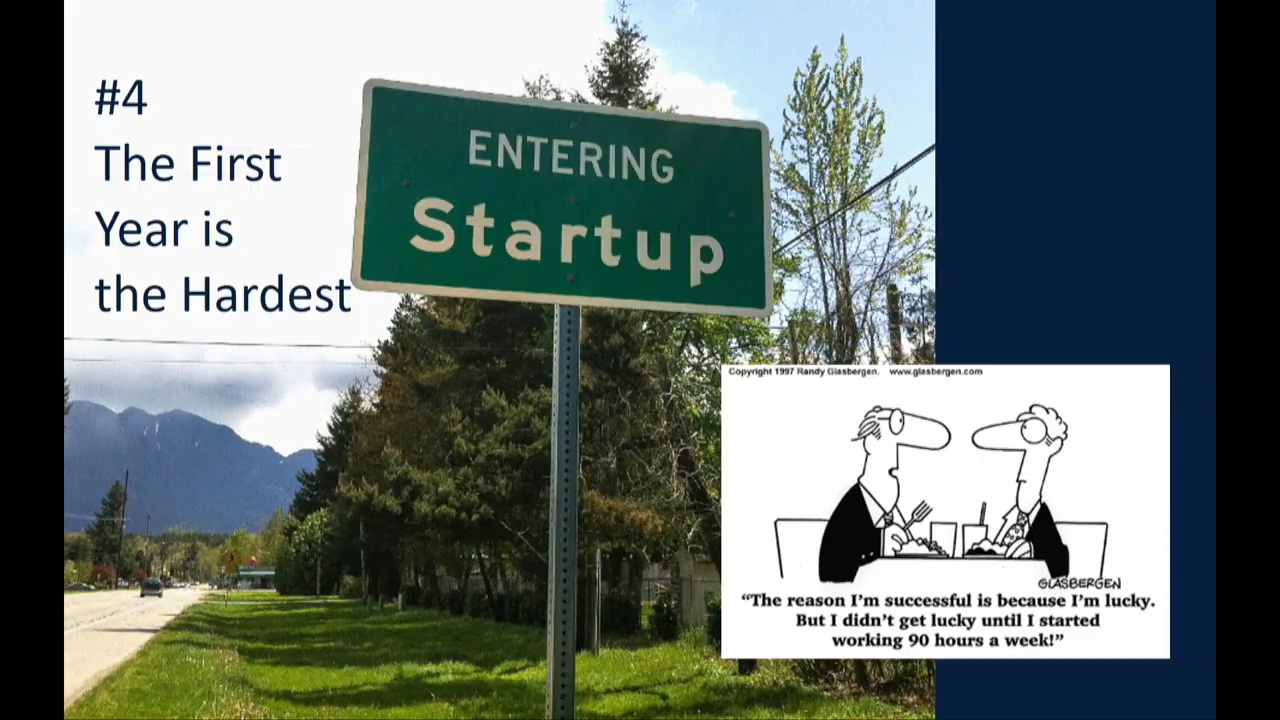 #4
The First
Year is
the Hardest
ENTERING
Startup
Copyright 1997 Randy Glasbergen. www.glasbergen.com
GLASBERGEN
“The reason I’m successful is because I’m lucky.
But I didn’t get lucky until I started
working 90 hours a week!”